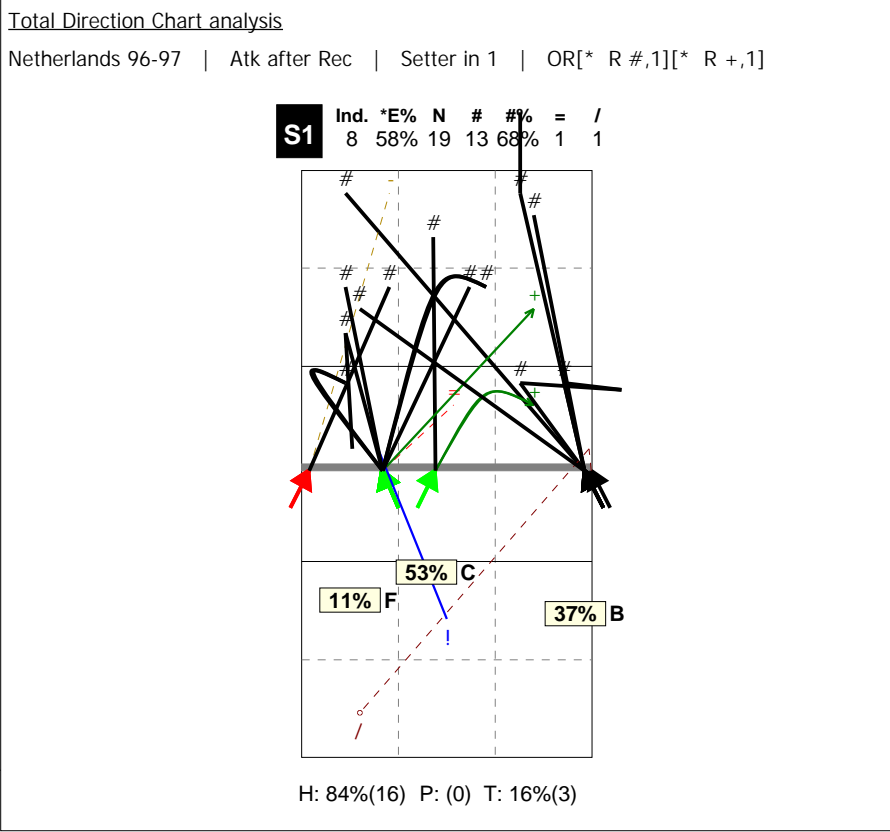 Total Direction Chart analysis
Netherlands 96-97 | Atk after Rec | Setter in 1 | OR[* R #,1][* R +,1]
S1
Ind. *E% N # #% = /
8 58% 19 13 68% 1 1
# - #
#
#
# # # #
# +
#
# # #
= +
53% C
11% F
37% B
!
/
H: 84%(16) P: (0) T: 16%(3)